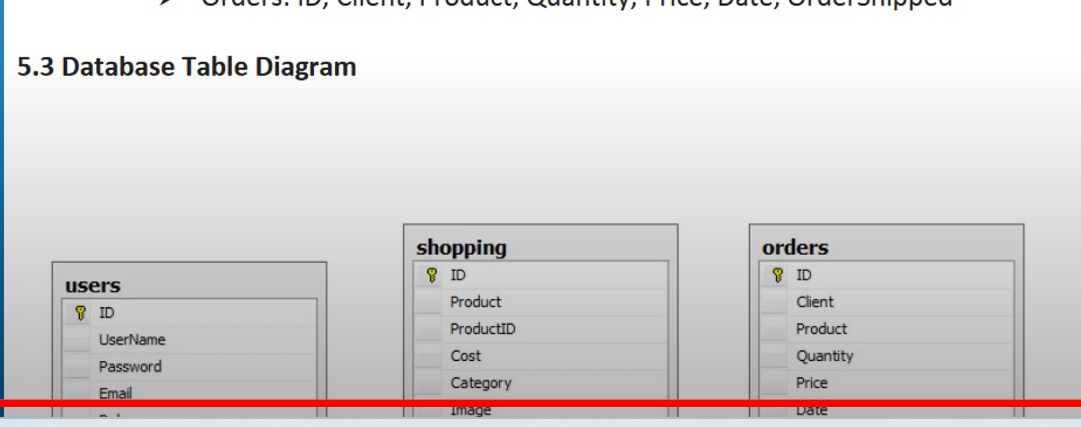 Orders: ID, Client, Product, Quantity, Price, Date, OrderShipped
5.3 Database Table Diagram
users
ID
UserName
Password
Email
shopping
ID
Product
ProductID
Cost
Category
Image
orders
ID
Client
Product
Quantity
Price
Date